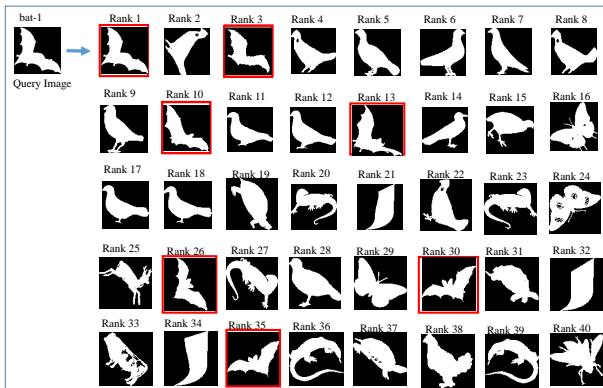 bat-1
Query Image
Rank 1 Rank 2 Rank 3 Rank 4 Rank 5 Rank 6 Rank 7 Rank 8
Rank 9 Rank 10 Rank 11 Rank 12 Rank 13 Rank 14 Rank 15 Rank 16
Rank 17 Rank 18 Rank 19 Rank 20 Rank 21 Rank 22 Rank 23 Rank 24
Rank 25 Rank 26 Rank 27 Rank 28 Rank 29 Rank 30 Rank 31 Rank 32
Rank 33 Rank 34 Rank 35 Rank 36 Rank 37 Rank 38 Rank 39 Rank 40